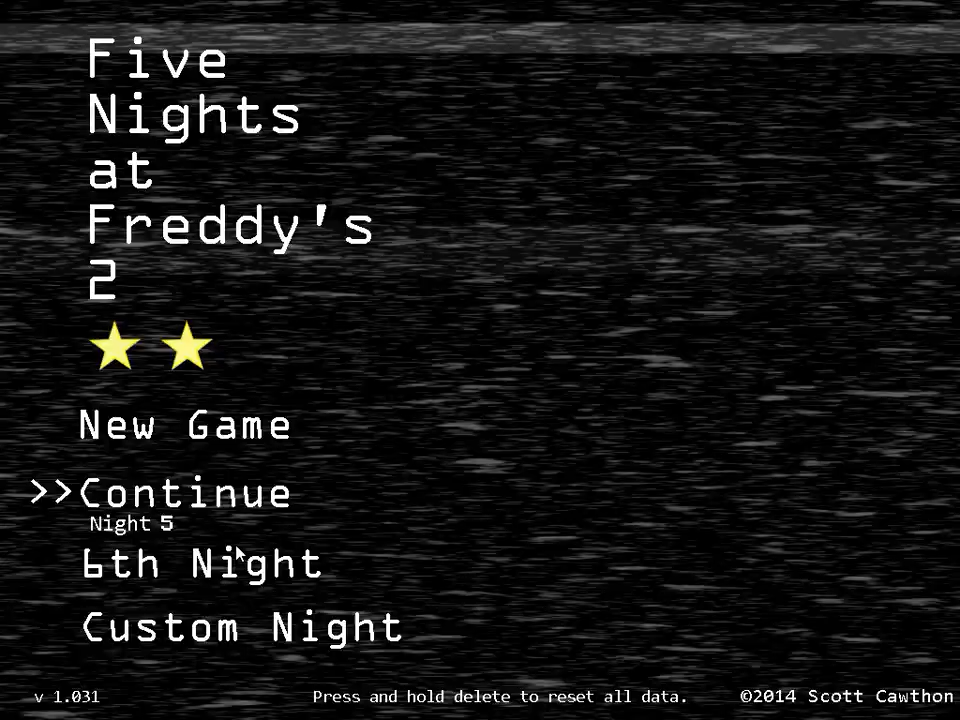 Five
Nights
at
Freddy's
2
New Game
>>Continue
Night 5
6th Night
Custom Night
v 1.031
Press and hold delete to reset all data.
©2014 Scott Cawthon